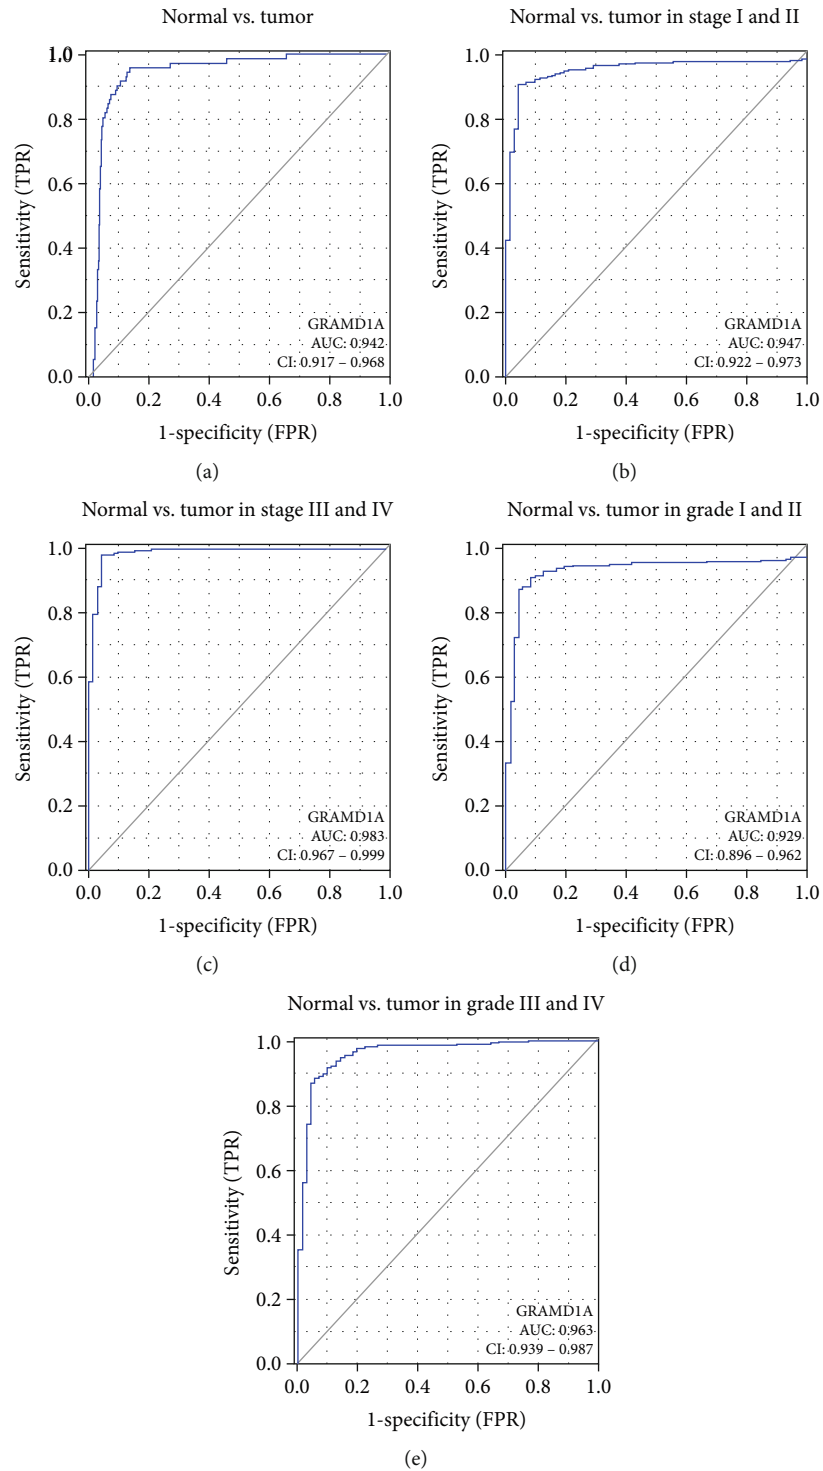 Normal vs. tumor
Sensitivity (TPR)
1.0
0.8
0.6
0.4
0.2
0.0
GRAMD1A
AUC: 0.942
CI: 0.917 – 0.968
0.0 0.2 0.4 0.6 0.8 1.0
1-specificity (FPR)
(a)
Normal vs. tumor in stage I and II
Sensitivity (TPR)
1.0
0.8
0.6
0.4
0.2
0.0
GRAMD1A
AUC: 0.947
CI: 0.922 – 0.973
0.0 0.2 0.4 0.6 0.8 1.0
1-specificity (FPR)
(b)
Normal vs. tumor in stage III and IV
Sensitivity (TPR)
1.0
0.8
0.6
0.4
0.2
0.0
GRAMD1A
AUC: 0.983
CI: 0.967 – 0.999
0.0 0.2 0.4 0.6 0.8 1.0
1-specificity (FPR)
(c)
Normal vs. tumor in grade I and II
Sensitivity (TPR)
1.0
0.8
0.6
0.4
0.2
0.0
GRAMD1A
AUC: 0.929
CI: 0.896 – 0.962
0.0 0.2 0.4 0.6 0.8 1.0
1-specificity (FPR)
(d)
Normal vs. tumor in grade III and IV
Sensitivity (TPR)
1.0
0.8
0.6
0.4
0.2
0.0
GRAMD1A
AUC: 0.963
CI: 0.939 – 0.987
0.0 0.2 0.4 0.6 0.8 1.0
1-specificity (FPR)
(e)